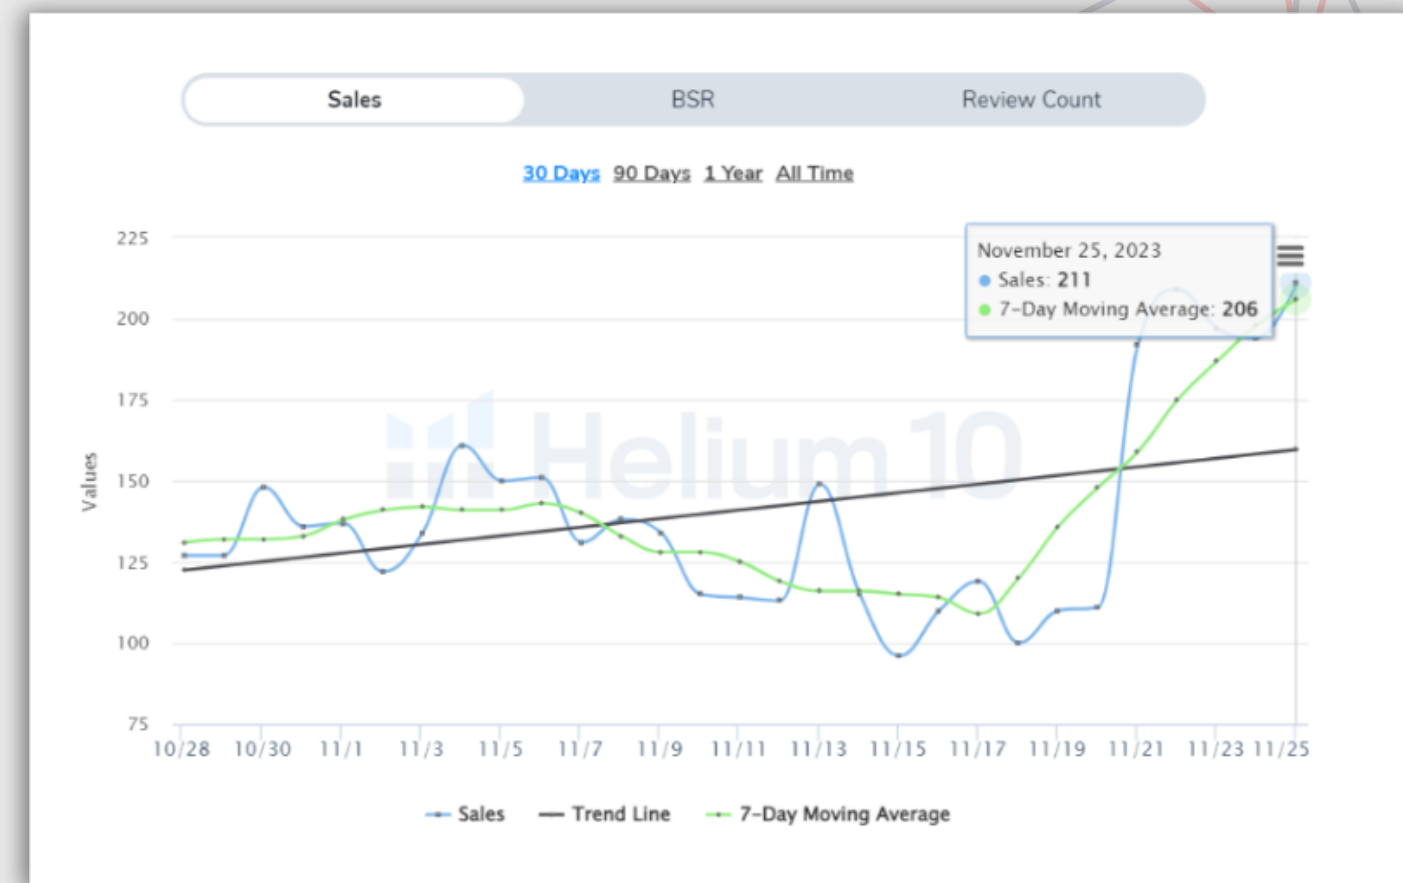 Sales BSR Review Count
30 Days 90 Days 1 Year All Time
225
November 25, 2023
Sales: 211
7-Day Moving Average: 206
200
175
Helium 10
150
Values
125
100
75
10/28 10/30 11/1 11/3 11/5 11/7 11/9 11/11 11/13 11/15 11/17 11/19 11/21 11/23 11/25
Sales Trend Line 7-Day Moving Average